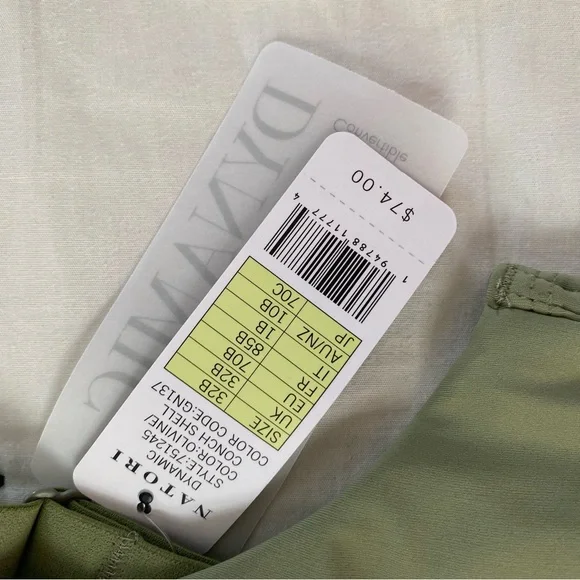 NATORI
DYNAMIC
STYLE:751245
COLOR:OLIVINE/
CONCH SHELL
COLOR CODE:GN137
SIZE 32B
UK 32B
EU 70B
FR 85B
IT 1B
AU/NZ 10B
JP 70C
1 94788 11777 4
$74.00
DYNAMIC
Convertible